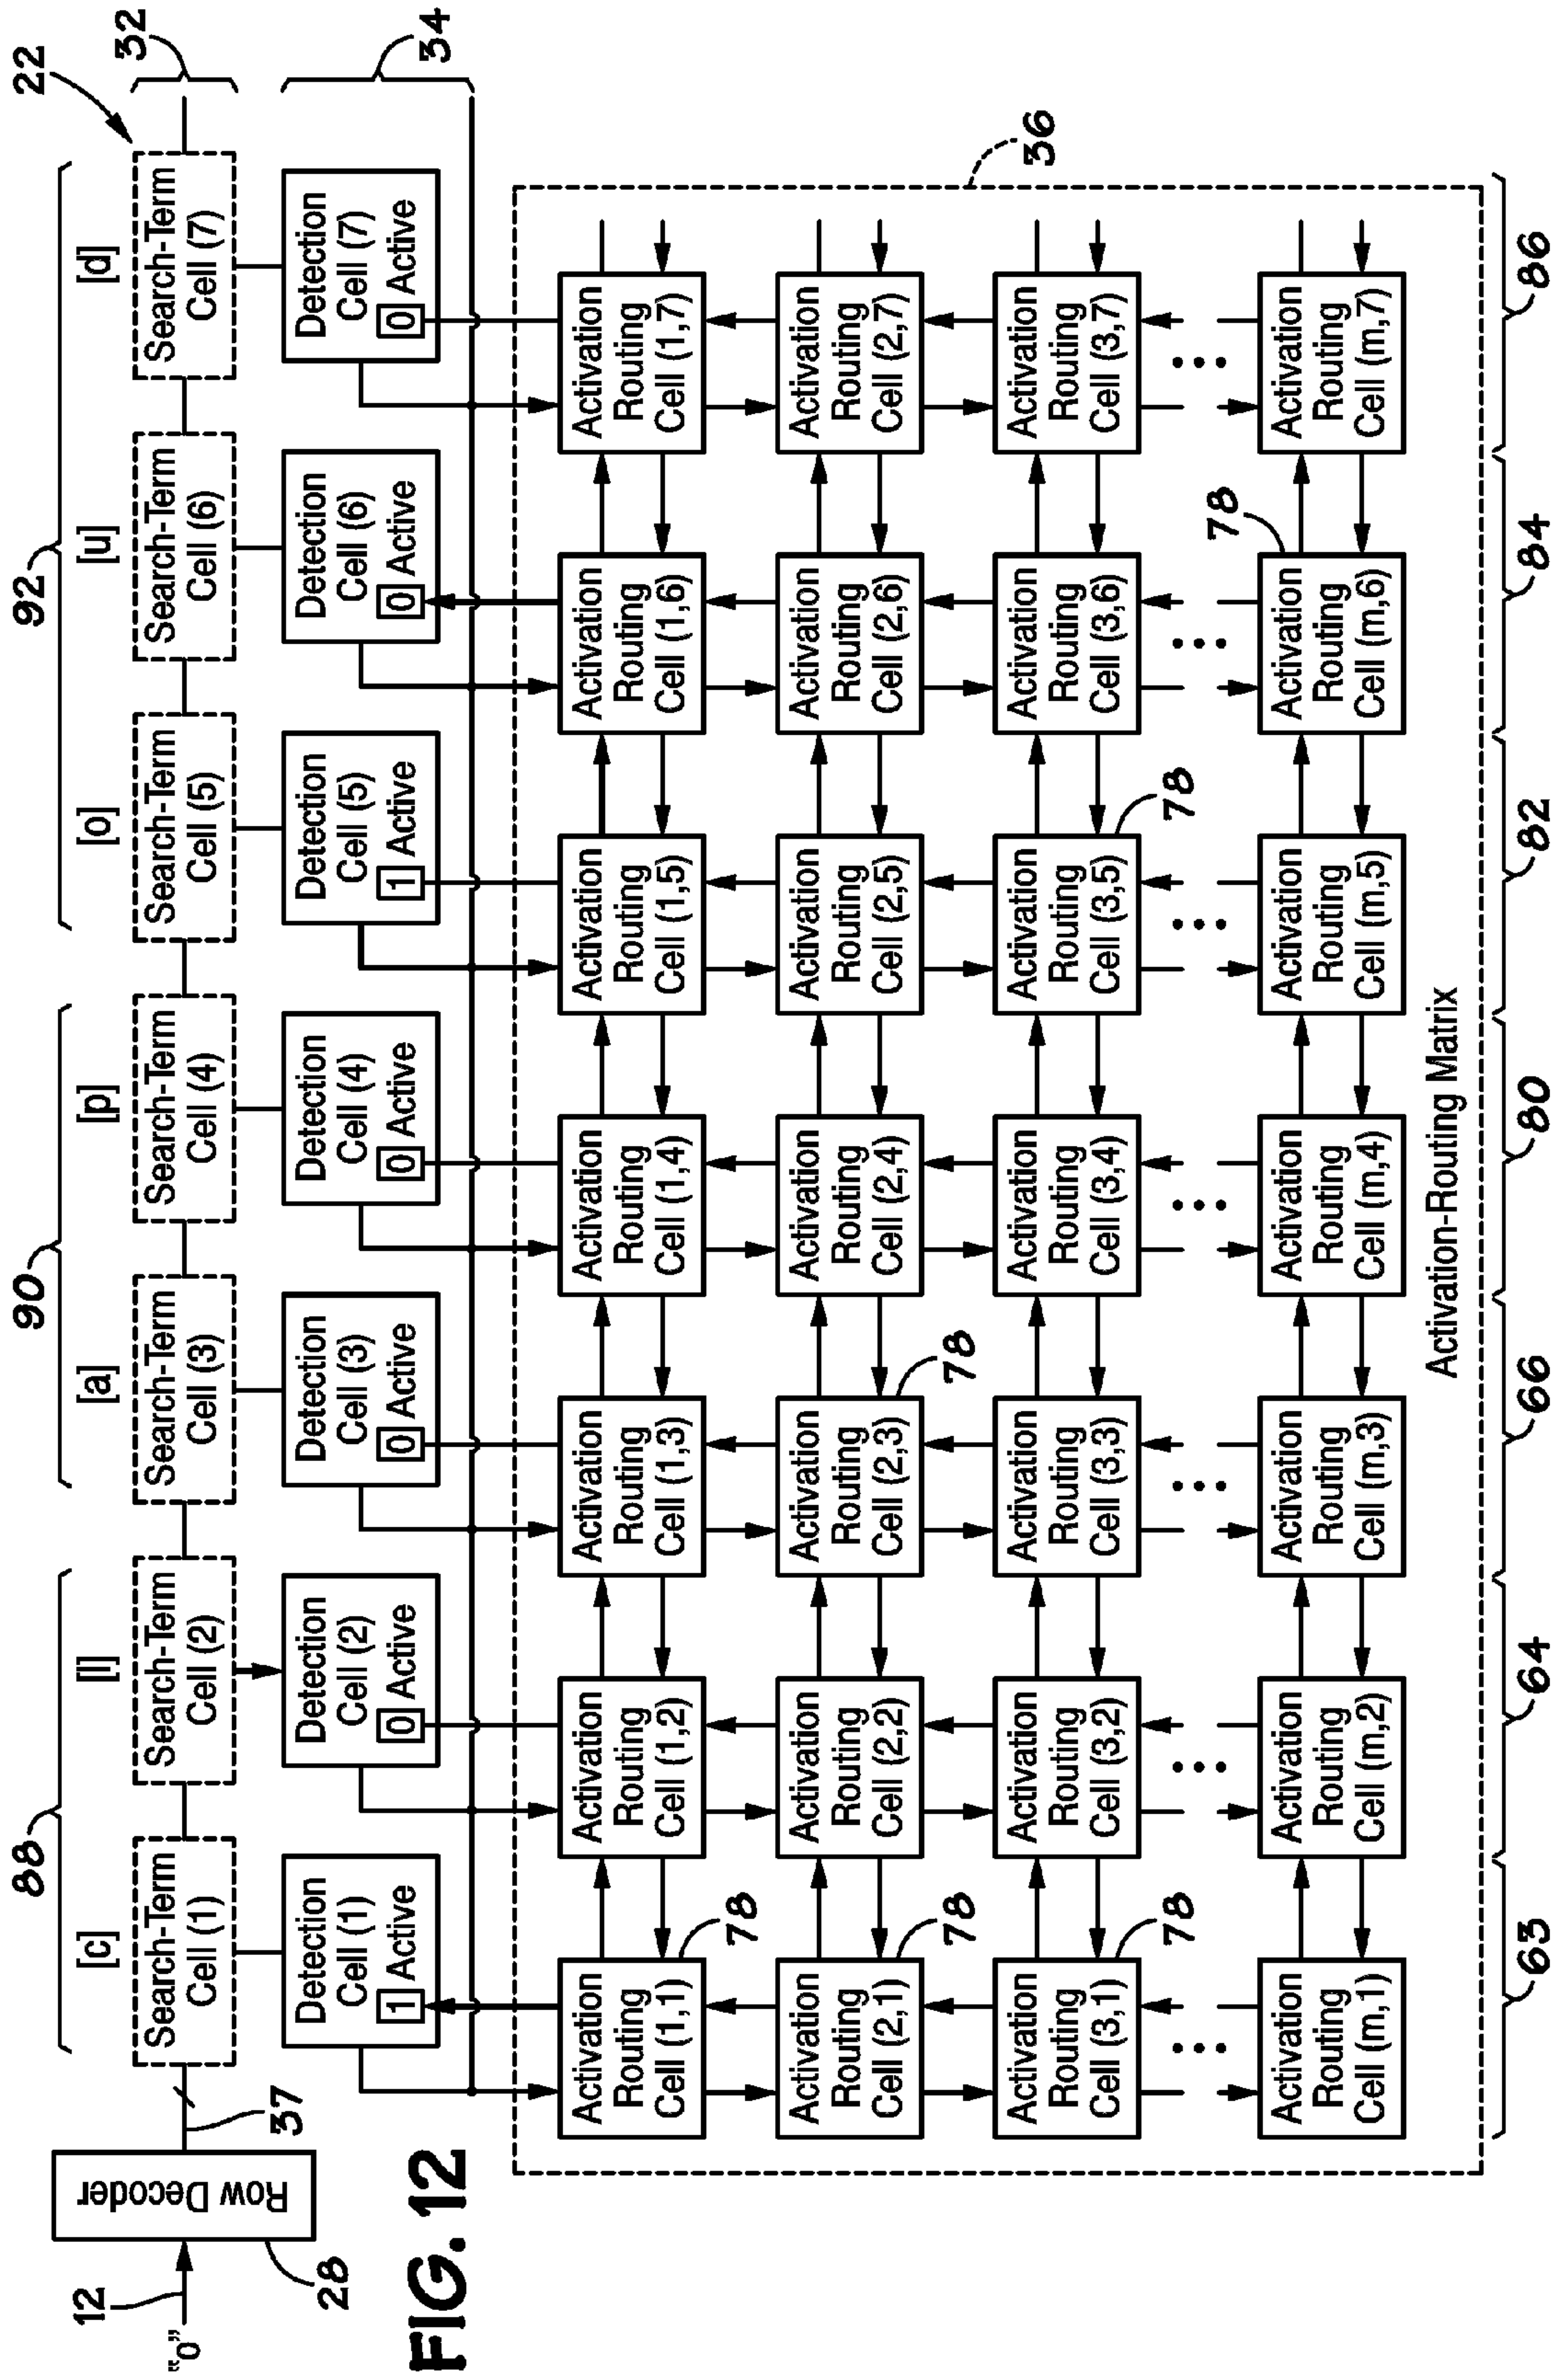 88
90
92
[c]
[l]
[a]
[p]
[o]
[u]
[d]
22
12
“o”
Row Decoder
28
37
Search-Term
Cell (1)
Search-Term
Cell (2)
Search-Term
Cell (3)
Search-Term
Cell (4)
Search-Term
Cell (5)
Search-Term
Cell (6)
Search-Term
Cell (7)
32
Detection
Cell (1)
1 Active
Detection
Cell (2)
0 Active
Detection
Cell (3)
0 Active
Detection
Cell (4)
0 Active
Detection
Cell (5)
1 Active
Detection
Cell (6)
0 Active
Detection
Cell (7)
0 Active
34
FIG. 12
Activation
Routing
Cell (1,1)
78
Activation
Routing
Cell (1,2)
Activation
Routing
Cell (1,3)
Activation
Routing
Cell (1,4)
Activation
Routing
Cell (1,5)
Activation
Routing
Cell (1,6)
Activation
Routing
Cell (1,7)
36
Activation
Routing
Cell (2,1)
78
Activation
Routing
Cell (2,2)
Activation
Routing
Cell (2,3)
78
Activation
Routing
Cell (2,4)
Activation
Routing
Cell (2,5)
Activation
Routing
Cell (2,6)
Activation
Routing
Cell (2,7)
Activation
Routing
Cell (3,1)
78
Activation
Routing
Cell (3,2)
Activation
Routing
Cell (3,3)
Activation
Routing
Cell (3,4)
Activation
Routing
Cell (3,5)
78
Activation
Routing
Cell (3,6)
Activation
Routing
Cell (3,7)
Activation
Routing
Cell (m,1)
Activation
Routing
Cell (m,2)
Activation
Routing
Cell (m,3)
Activation
Routing
Cell (m,4)
Activation
Routing
Cell (m,5)
Activation
Routing
Cell (m,6)
78
Activation
Routing
Cell (m,7)
Activation-Routing Matrix
63
64
66
80
82
84
86